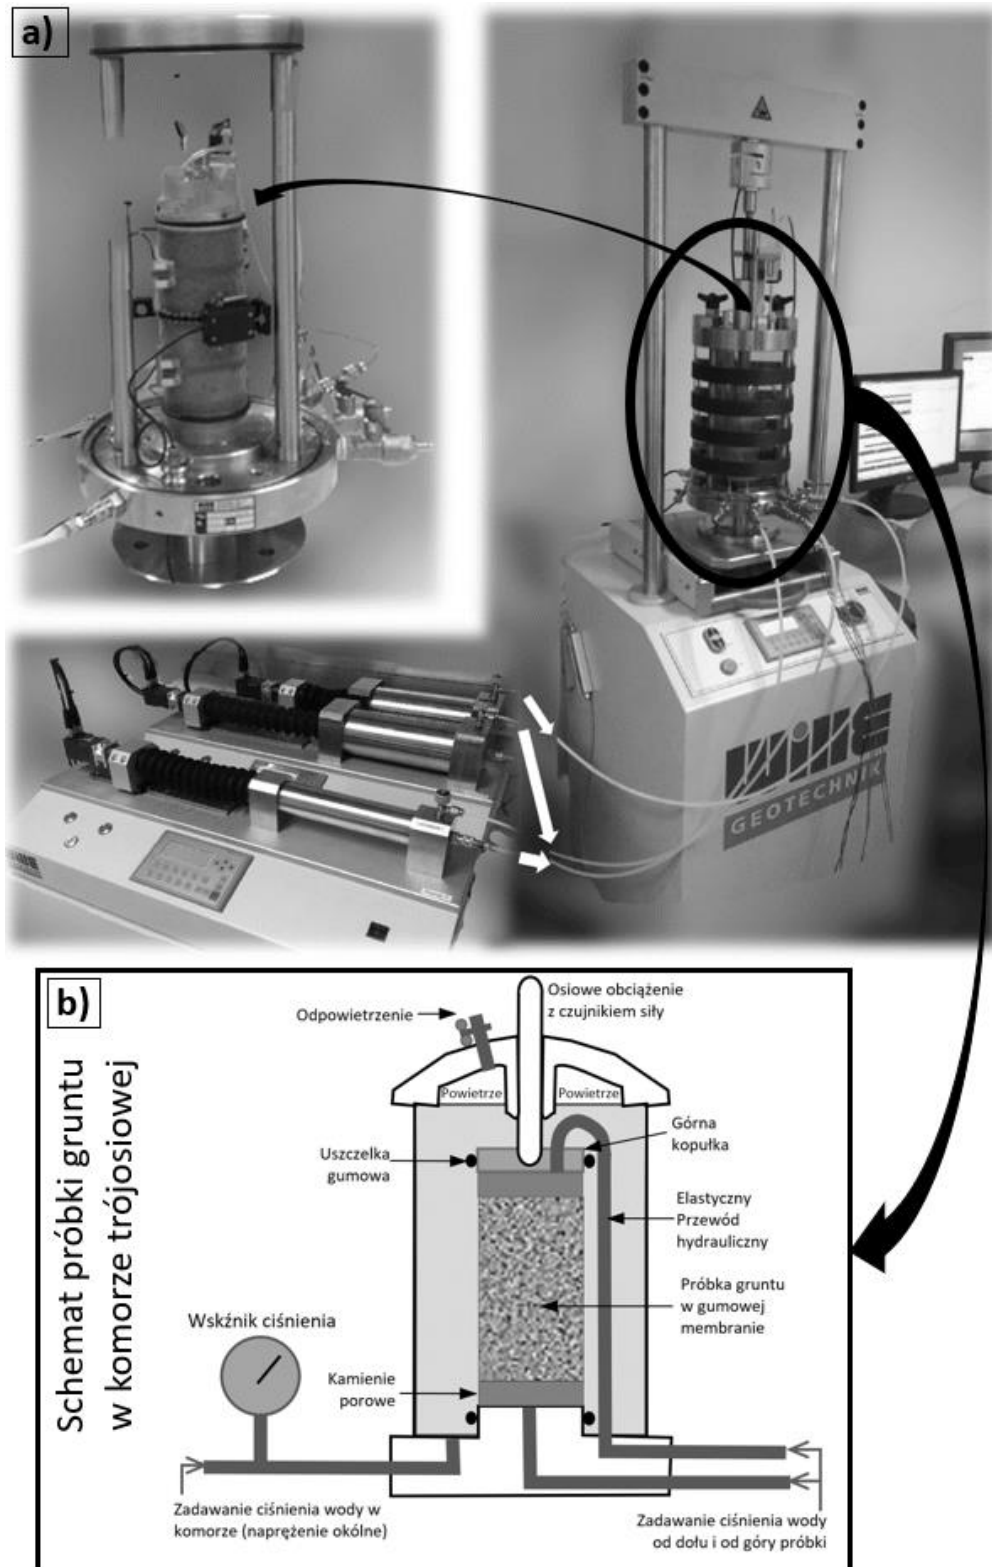 a)
WiKE
GEOTECHNIK
b)
Schemat próbki gruntu
w komorze trójosiowej
Odpowietrzenie
Osiowe obciążenie
z czujnikiem siły
Powietrze
Powietrze
Uszczelka
gumowa
Górna
kopułka
Elastyczny
Przewód
hydrauliczny
Próbka gruntu
w gumowej
membranie
Wskźnik ciśnienia
Kamienie
porowe
Zadawanie ciśnienia wody w
komorze (naprężenie okólne)
Zadawanie ciśnienia wody
od dołu i od góry próbki